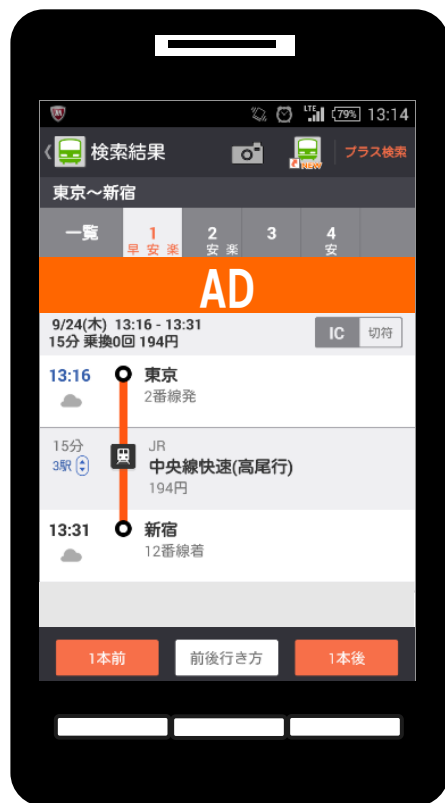 LTE 79% 13:14
検索結果 NEW プラス検索
東京～新宿
一覧 1 2 3 4
早 安 楽 安 楽 安
AD
9/24(木) 13:16 - 13:31
15分 乗換0回 194円
IC 切符
13:16 東京
2番線発
15分 JR
3駅 中央線快速(高尾行)
194円
13:31 新宿
12番線着
1本前 前後行き方 1本後